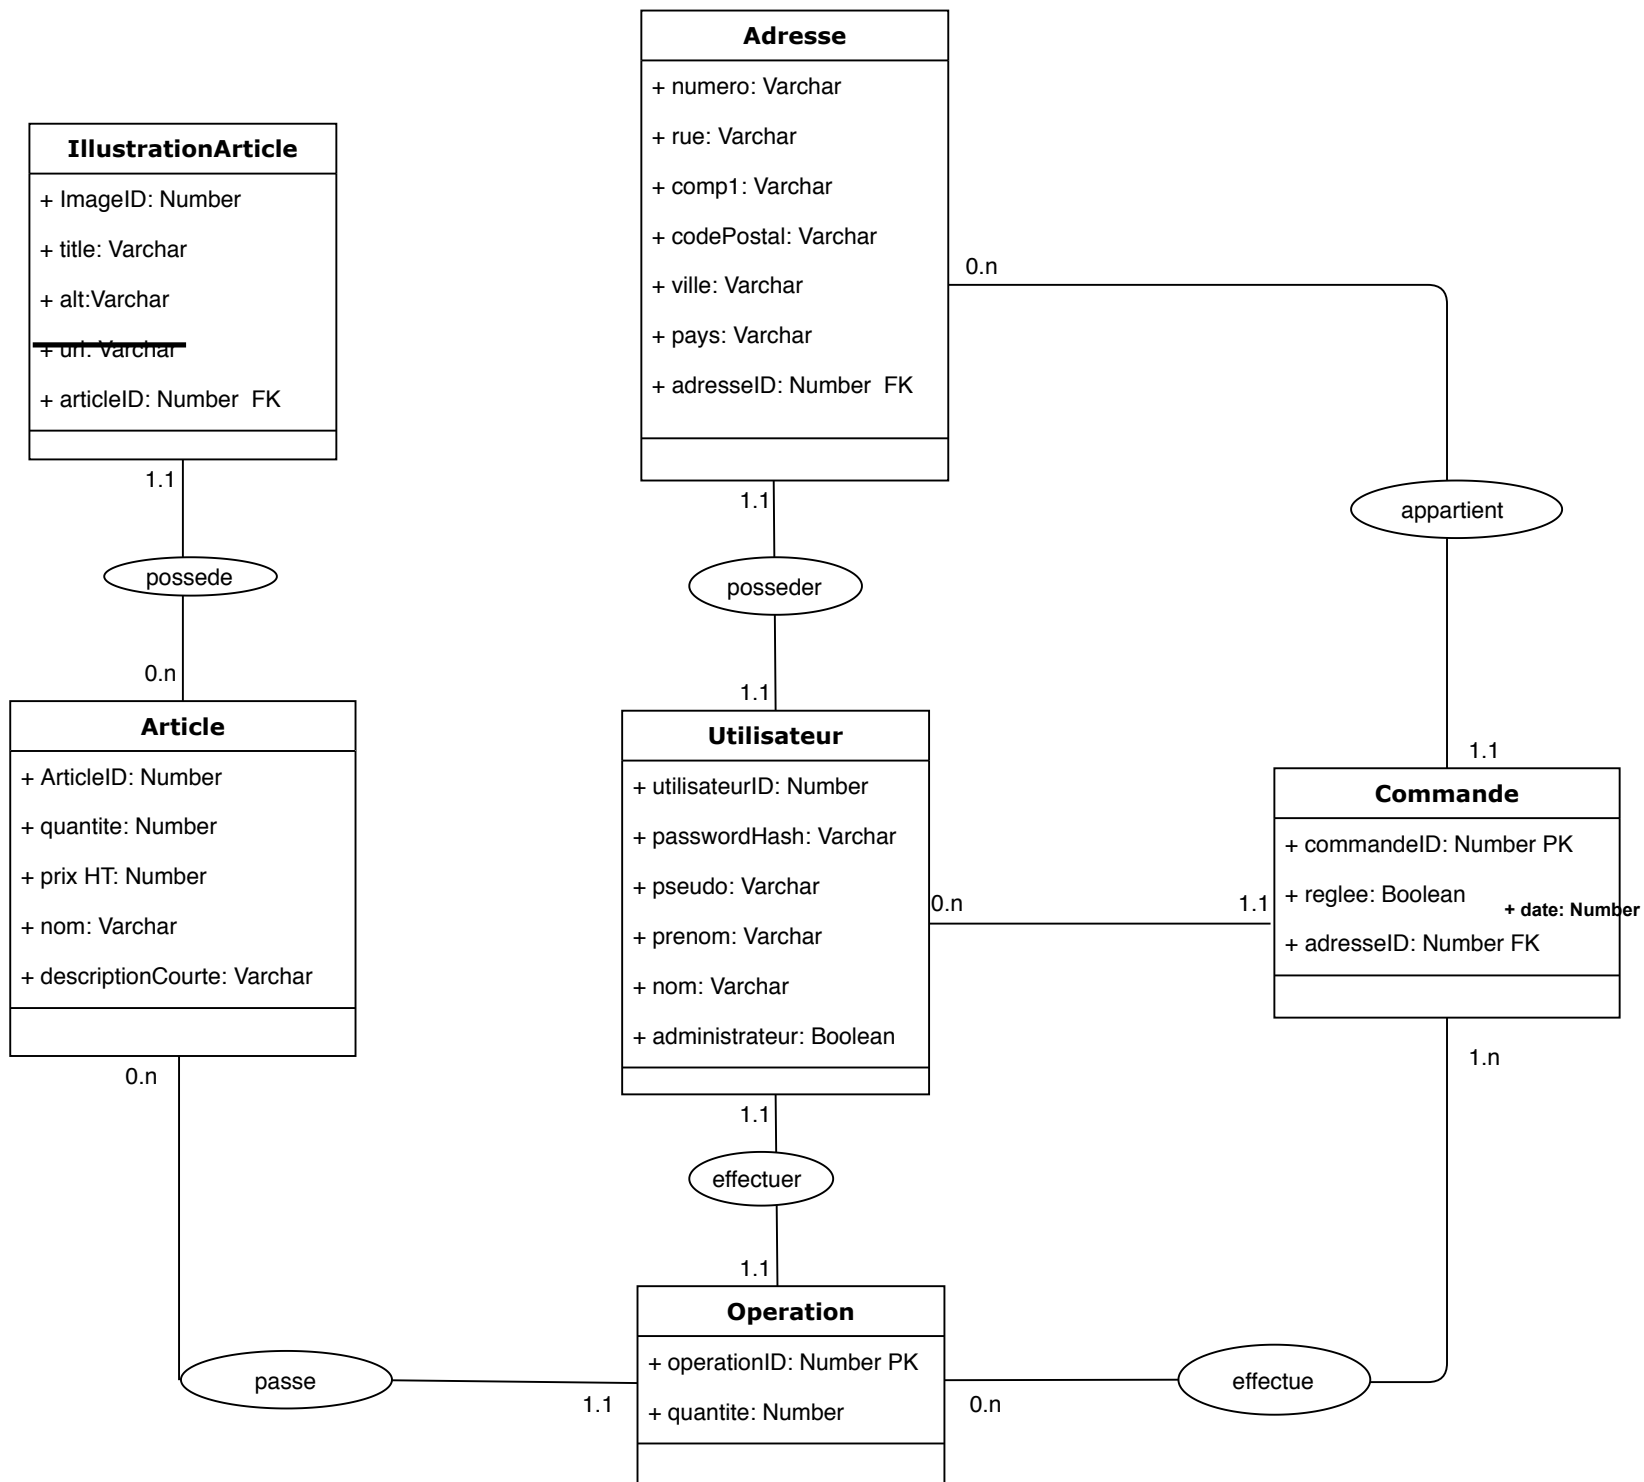 Adresse
+ numero: Varchar
+ rue: Varchar
+ comp1: Varchar
+ codePostal: Varchar
+ ville: Varchar
+ pays: Varchar
+ adresseID: Number  FK
IllustrationArticle
+ ImageID: Number
+ title: Varchar
+ alt:Varchar
+ url: Varchar
+ articleID: Number  FK
0.n
1.1
1.1
appartient
possede
posseder
0.n
1.1
1.1
Article
+ ArticleID: Number
+ quantite: Number
+ prix HT: Number
+ nom: Varchar
+ descriptionCourte: Varchar
Utilisateur
+ utilisateurID: Number
+ passwordHash: Varchar
+ pseudo: Varchar
+ prenom: Varchar
+ nom: Varchar
+ administrateur: Boolean
0.n
1.1
Commande
+ commandeID: Number PK
+ reglee: Boolean
+ date: Number
+ adresseID: Number FK
0.n
1.1
1.n
effectuer
1.1
Operation
+ operationID: Number PK
+ quantite: Number
passe
1.1
0.n
effectue